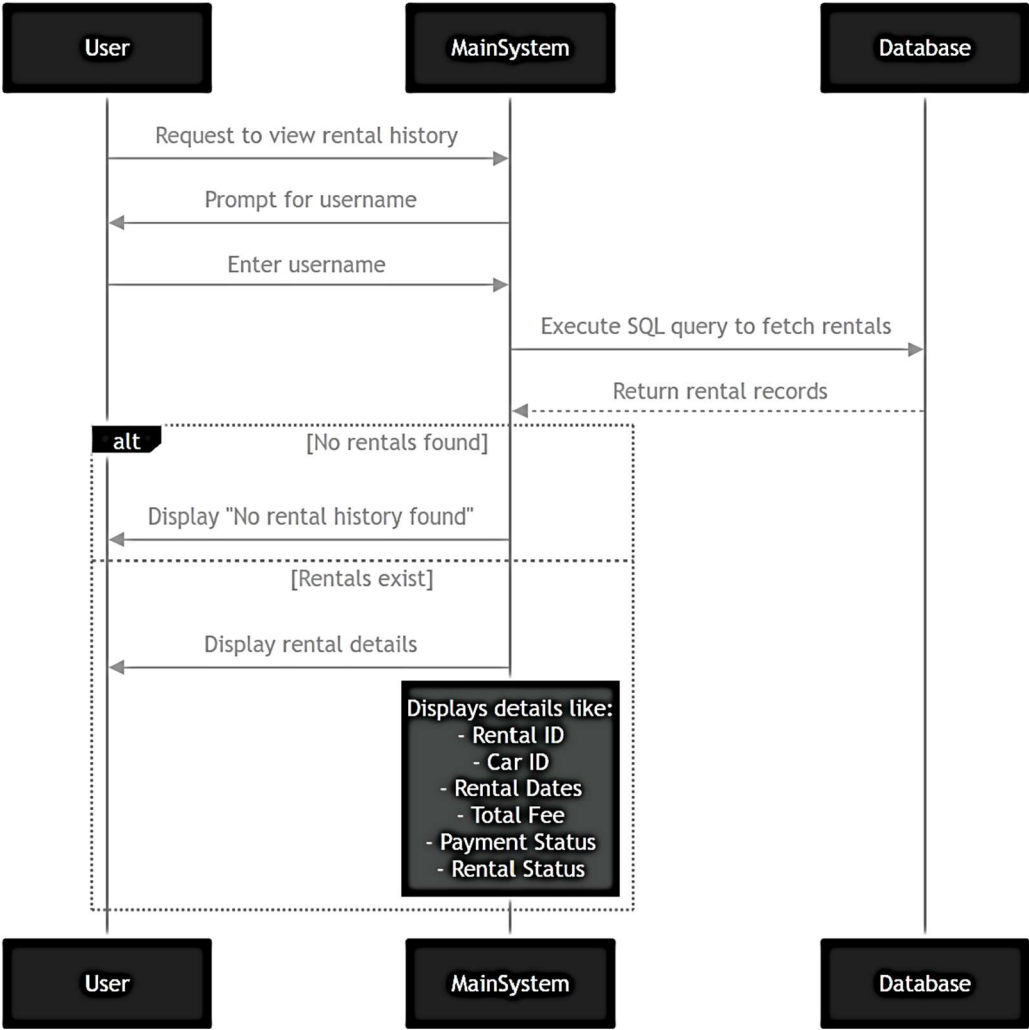 User
MainSystem
Database
Request to view rental history
Prompt for username
Enter username
Execute SQL query to fetch rentals
Return rental records
alt
[No rentals found]
Display "No rental history found"
[Rentals exist]
Display rental details
Displays details like:
- Rental ID
- Car ID
- Rental Dates
- Total Fee
- Payment Status
- Rental Status
User
MainSystem
Database